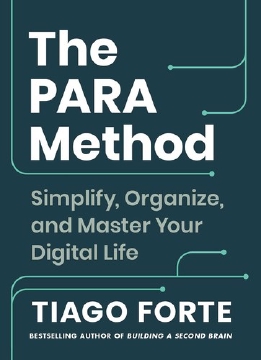 The
PARA
Method
Simplify, Organize,
and Master Your
Digital Life
TIAGO FORTE
BESTSELLING AUTHOR OF BUILDING A SECOND BRAIN